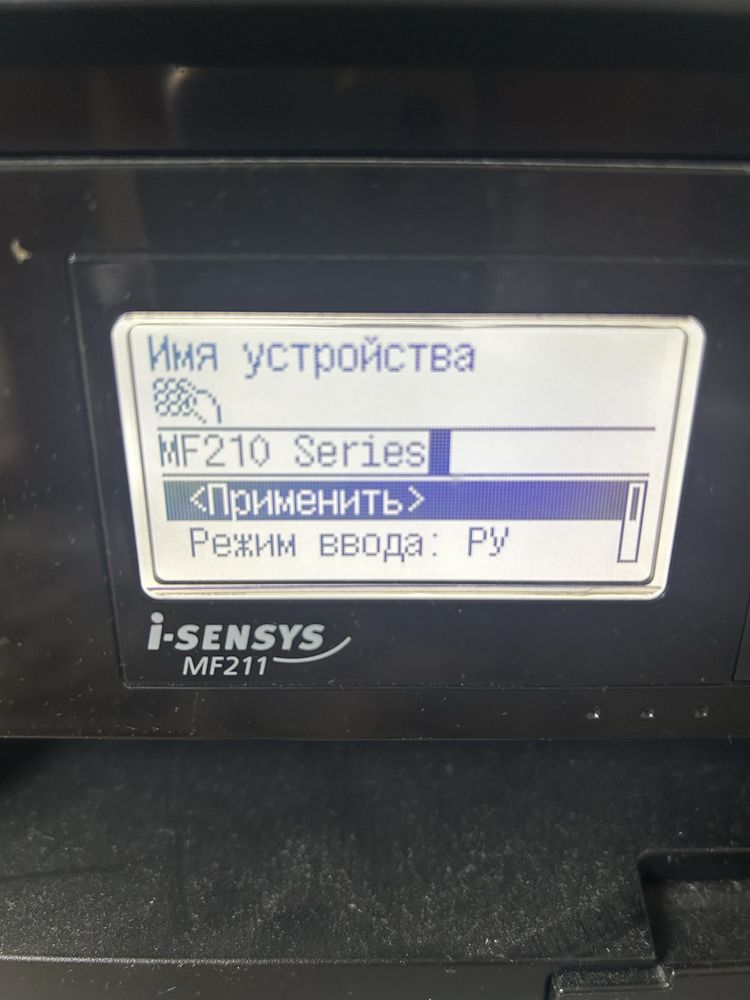 Имя устройства
MF210 Series
<Применить>
Режим ввода: РУ
i-SENSYS
MF211